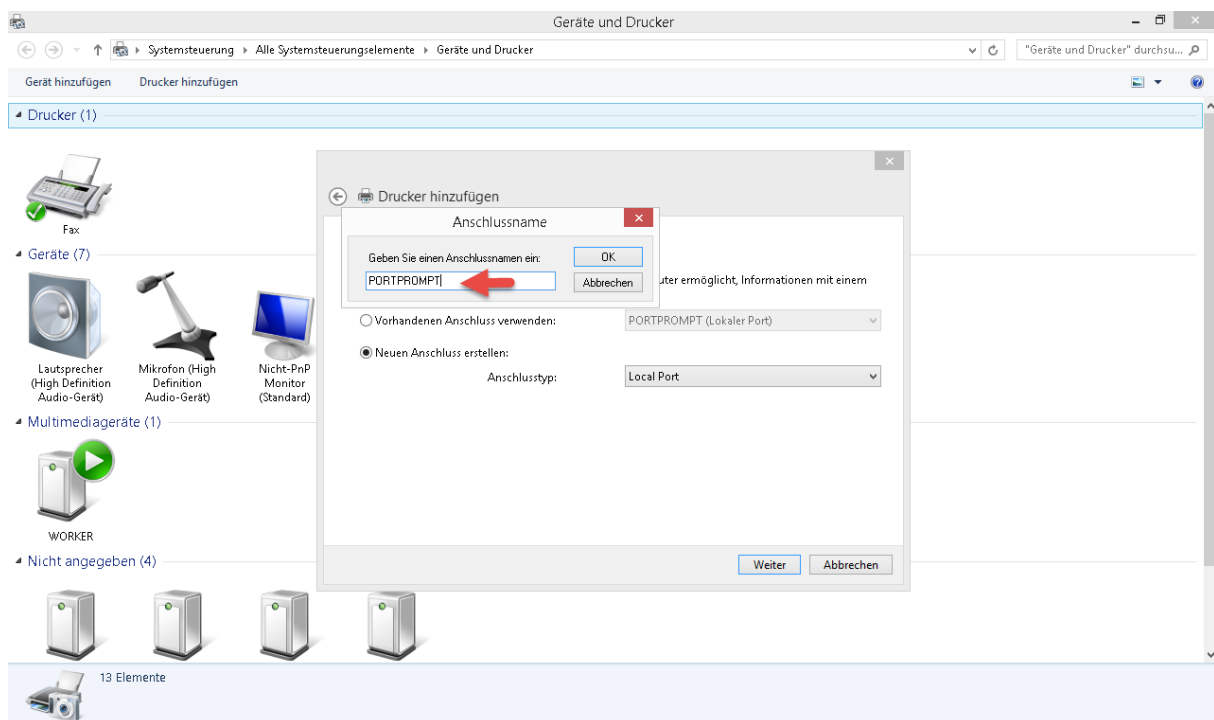 Geräte und Drucker
Systemsteuerung Alle Systemsteuerungselemente Geräte und Drucker
"Geräte und Drucker" durchsu...
Gerät hinzufügen Drucker hinzufügen
Drucker (1)
Fax
Geräte (7)
Lautsprecher
(High Definition
Audio-Gerät)
Mikrofon (High
Definition
Audio-Gerät)
Nicht-PnP
Monitor
(Standard)
Multimediageräte (1)
WORKER
Nicht angegeben (4)
13 Elemente
Drucker hinzufügen
Anschlussname
Geben Sie einen Anschlussnamen ein:
PORTPROMPT
OK
Abbrechen
uter ermöglicht, Informationen mit einem
Vorhandenen Anschluss verwenden: PORTPROMPT (Lokaler Port)
Neuen Anschluss erstellen:
Anschlusstyp: Local Port
Weiter Abbrechen